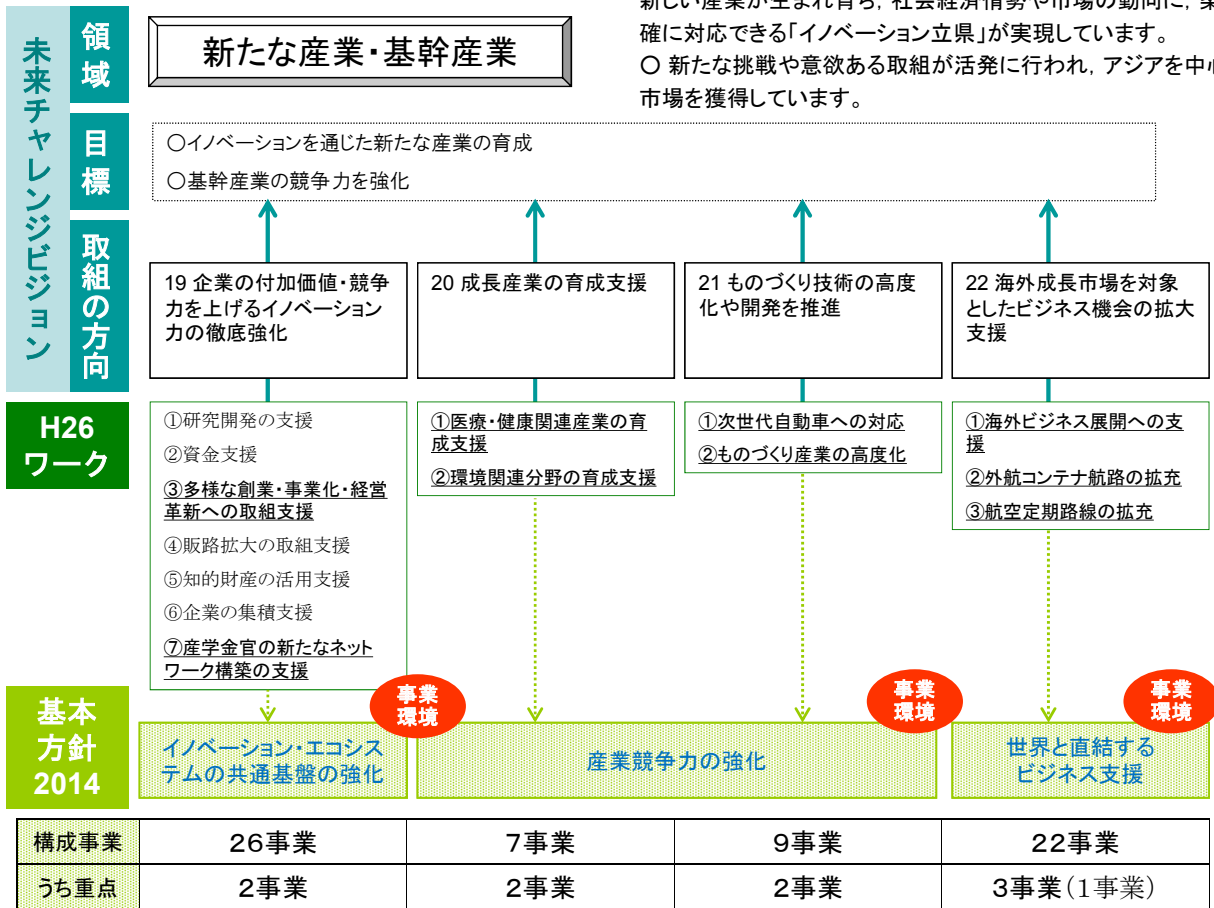 未来チャレンジビジョン
領域
新たな産業・基幹産業
新しい産業が生まれ育ち，社会経済情勢や市場の動向に，
確に対応できる「イノベーション立県」が実現しています。
○ 新たな挑戦や意欲ある取組が活発に行われ，アジアを中
市場を獲得しています。
目標
○イノベーションを通じた新たな産業の育成
○基幹産業の競争力を強化
取組の方向
19 企業の付加価値・競争
力を上げるイノベーション
力の徹底強化
20 成長産業の育成支援
21 ものづくり技術の高度
化や開発を推進
22 海外成長市場を対象
としたビジネス機会の拡大
支援
H26
ワーク
①研究開発の支援
②資金支援
③多様な創業・事業化・経営
革新への取組支援
④販路拡大の取組支援
⑤知的財産の活用支援
⑥企業の集積支援
⑦産学金官の新たなネット
ワーク構築の支援
①医療・健康関連産業の育
成支援
②環境関連分野の育成支援
①次世代自動車への対応
②ものづくり産業の高度化
①海外ビジネス展開への支
援
②外航コンテナ航路の拡充
③航空定期路線の拡充
基本
方針
2014
事業
環境
イノベーション・エコシス
テムの共通基盤の強化
事業
環境
産業競争力の強化
事業
環境
世界と直結する
ビジネス支援
構成事業 26事業 7事業 9事業 22事業
うち重点 2事業 2事業 2事業 3事業(1事業)